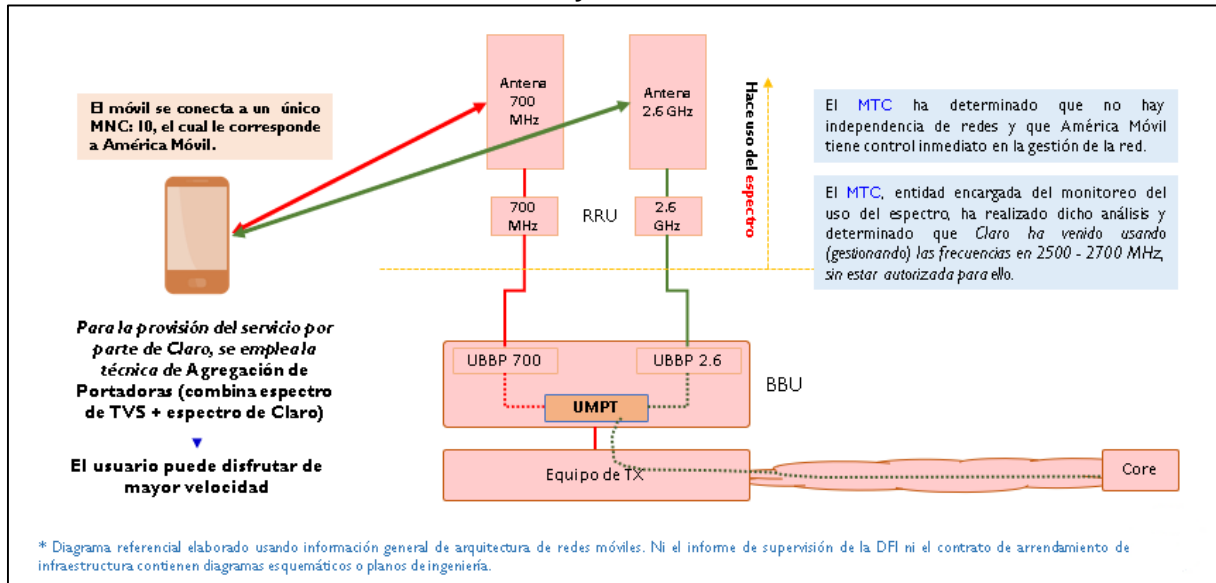 El móvil se conecta a un único
MNC: 10, el cual le corresponde
a América Móvil.
Antena
700
MHz
Antena
2.6 GHz
Hace uso del espectro
El MTC ha determinado que no hay
independencia de redes y que América Móvil
tiene control inmediato en la gestión de la red.
700
MHz
RRU
2.6
GHz
El MTC, entidad encargada del monitoreo del
uso del espectro, ha realizado dicho análisis y
determinado que Claro ha venido usando
(gestionando) las frecuencias en 2500 - 2700 MHz,
sin estar autorizada para ello.
Para la provisión del servicio por
parte de Claro, se emplea la
técnica de Agregación de
Portadoras (combina espectro
de TVS + espectro de Claro)
El usuario puede disfrutar de
mayor velocidad
UBBP 700
UBBP 2.6
BBU
UMPT
Equipo de TX
Core
* Diagrama referencial elaborado usando información general de arquitectura de redes móviles. Ni el informe de supervisión de la DFI ni el contrato de arrendamiento de
infraestructura contienen diagramas esquemáticos o planos de ingeniería.